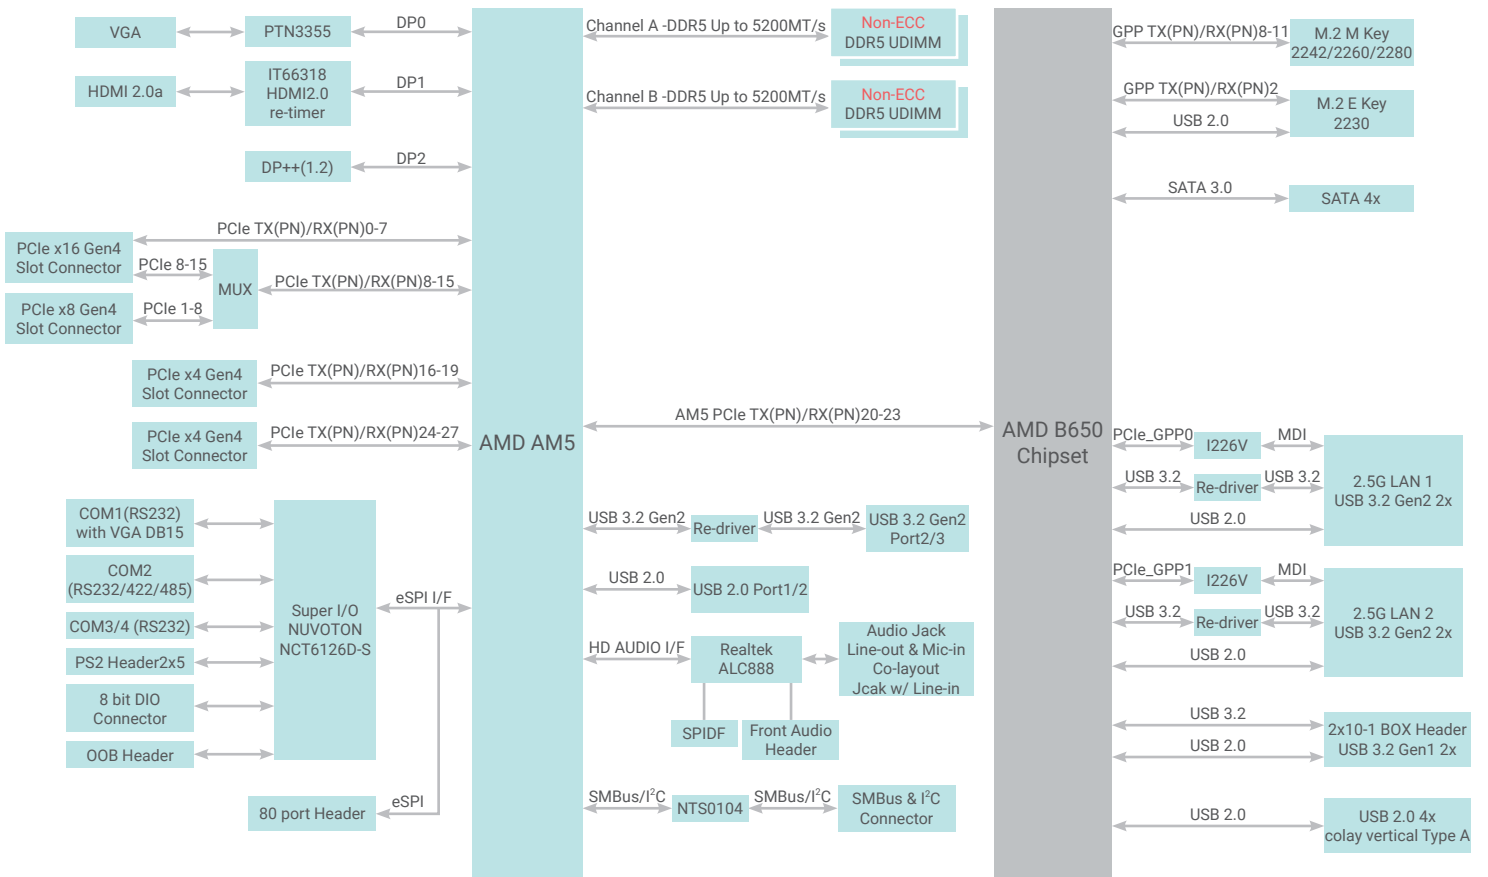 VGA
PTN3355
DP0
HDMI 2.0a
IT66318
HDMI2.0
re-timer
DP1
DP++(1.2)
DP2
PCIe TX(PN)/RX(PN)0-7
PCIe x16 Gen4
Slot Connector
PCIe 8-15
MUX
PCIe TX(PN)/RX(PN)8-15
PCIe x8 Gen4
Slot Connector
PCIe 1-8
PCIe x4 Gen4
Slot Connector
PCIe TX(PN)/RX(PN)16-19
PCIe x4 Gen4
Slot Connector
PCIe TX(PN)/RX(PN)24-27
COM1(RS232)
with VGA DB15
COM2
(RS232/422/485)
COM3/4 (RS232)
PS2 Header2x5
8 bit DIO
Connector
OOB Header
Super I/O
NUVOTON
NCT6126D-S
eSPI I/F
80 port Header
eSPI
AMD AM5
Channel A -DDR5 Up to 5200MT/s
Non-ECC
DDR5 UDIMM
Channel B -DDR5 Up to 5200MT/s
Non-ECC
DDR5 UDIMM
AM5 PCIe TX(PN)/RX(PN)20-23
USB 3.2 Gen2
Re-driver
USB 3.2 Gen2
USB 3.2 Gen2
Port2/3
USB 2.0
USB 2.0 Port1/2
HD AUDIO I/F
Realtek
ALC888
Audio Jack
Line-out & Mic-in
Co-layout
Jcak w/ Line-in
SPIDF
Front Audio
Header
SMBus/I²C
NTS0104
SMBus/I²C
SMBus & I²C
Connector
AMD B650
Chipset
GPP TX(PN)/RX(PN)8-11
M.2 M Key
2242/2260/2280
GPP TX(PN)/RX(PN)2
USB 2.0
M.2 E Key
2230
SATA 3.0
SATA 4x
PCIe_GPP0
I226V
MDI
USB 3.2
Re-driver
USB 3.2
USB 2.0
2.5G LAN 1
USB 3.2 Gen2 2x
PCIe_GPP1
I226V
MDI
USB 3.2
Re-driver
USB 3.2
USB 2.0
2.5G LAN 2
USB 3.2 Gen2 2x
USB 3.2
USB 2.0
2x10-1 BOX Header
USB 3.2 Gen1 2x
USB 2.0
USB 2.0 4x
colay vertical Type A